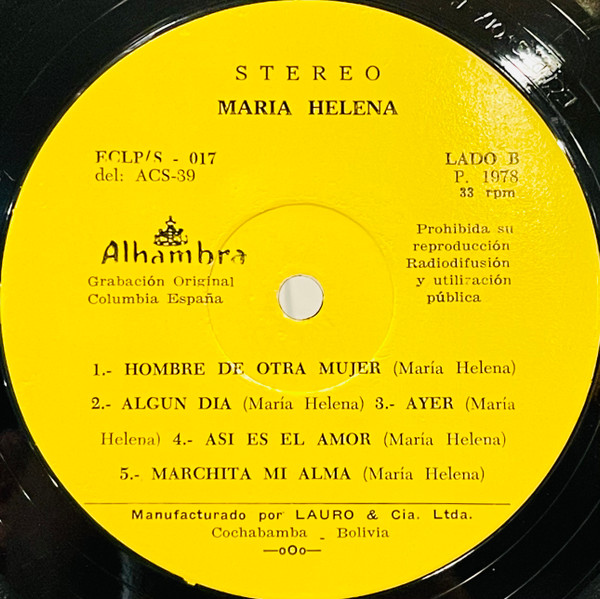 STEREO
MARIA HELENA
ECLP/S - 017
del: ACS-39
LADO B
P. 1978
33 rpm
Alhambra
Grabación Original
Columbia España
Prohibida su
reproducción
Radiodifusión
y utilización
pública
1.- HOMBRE DE OTRA MUJER (María Helena)
2.- ALGUN DIA (María Helena) 3.- AYER (María
Helena) 4.- ASI ES EL AMOR (María Helena)
5.- MARCHITA MI ALMA (María Helena)
Manufacturado por LAURO & Cia. Ltda.
Cochabamba - Bolivia
—oOo—